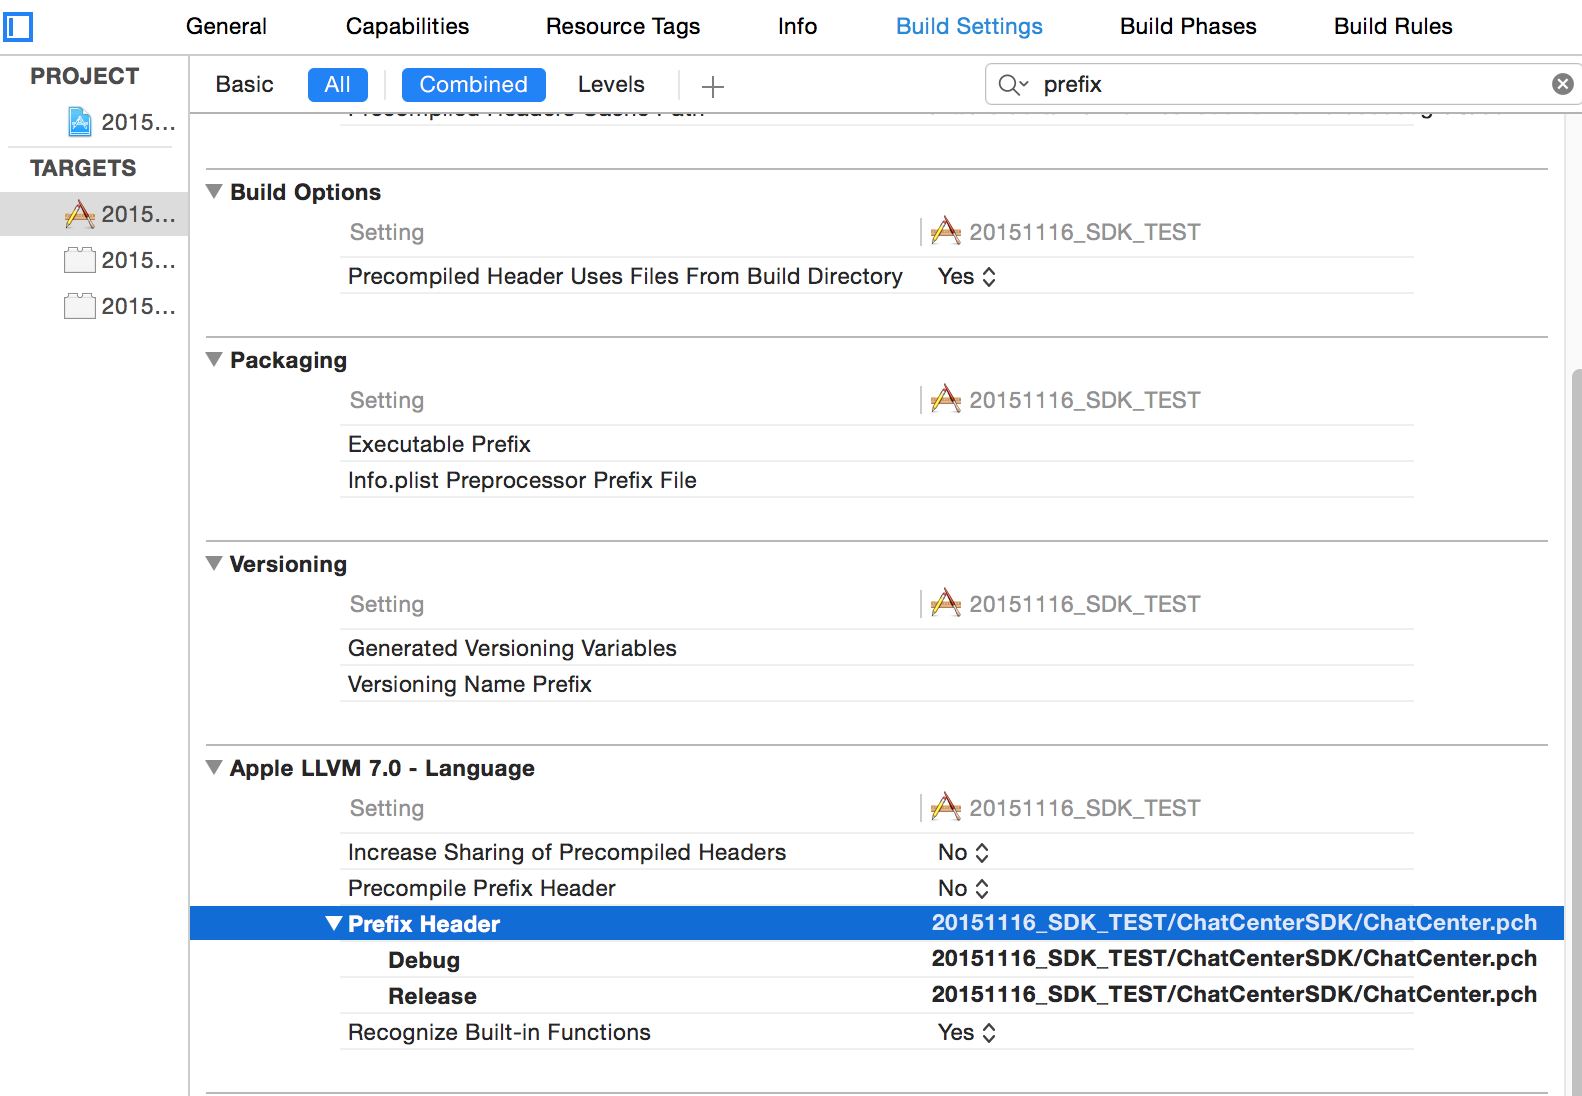 General Capabilities Resource Tags Info Build Settings Build Phases Build Rules
PROJECT
2015...
TARGETS
2015...
2015...
2015...
Basic All Combined Levels prefix
Precompiled Headers Cache Path
Build Options
Setting 20151116_SDK_TEST
Precompiled Header Uses Files From Build Directory Yes
Packaging
Setting 20151116_SDK_TEST
Executable Prefix
Info.plist Preprocessor Prefix File
Versioning
Setting 20151116_SDK_TEST
Generated Versioning Variables
Versioning Name Prefix
Apple LLVM 7.0 - Language
Setting 20151116_SDK_TEST
Increase Sharing of Precompiled Headers No
Precompile Prefix Header No
Prefix Header 20151116_SDK_TEST/ChatCenterSDK/ChatCenter.pch
Debug 20151116_SDK_TEST/ChatCenterSDK/ChatCenter.pch
Release 20151116_SDK_TEST/ChatCenterSDK/ChatCenter.pch
Recognize Built-in Functions Yes